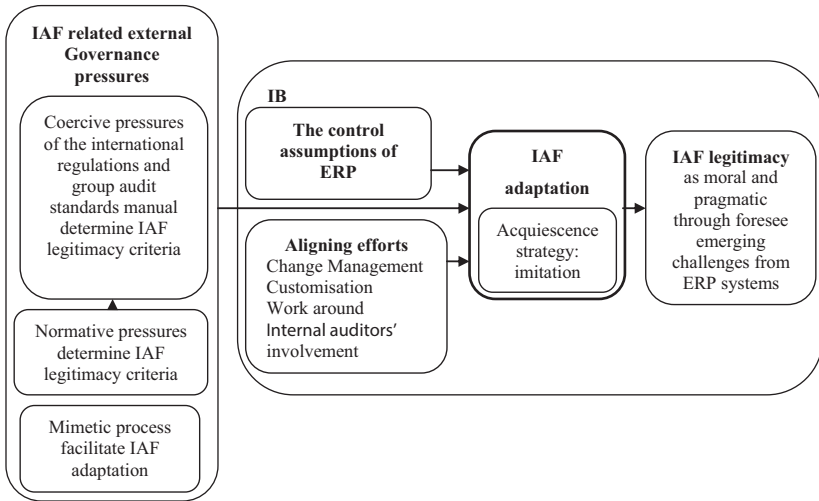 IAF related external
Governance
pressures
Coercive pressures
of the international
regulations and
group audit
standards manual
determine IAF
legitimacy criteria
Normative pressures
determine IAF
legitimacy criteria
Mimetic process
facilitate IAF
adaptation
IB
The control
assumptions of
ERP
Aligning efforts
Change Management
Customisation
Work around
Internal auditors'
involvement
IAF
adaptation
Acquiescence
strategy:
imitation
IAF legitimacy
as moral and
pragmatic
through foresee
emerging
challenges from
ERP systems